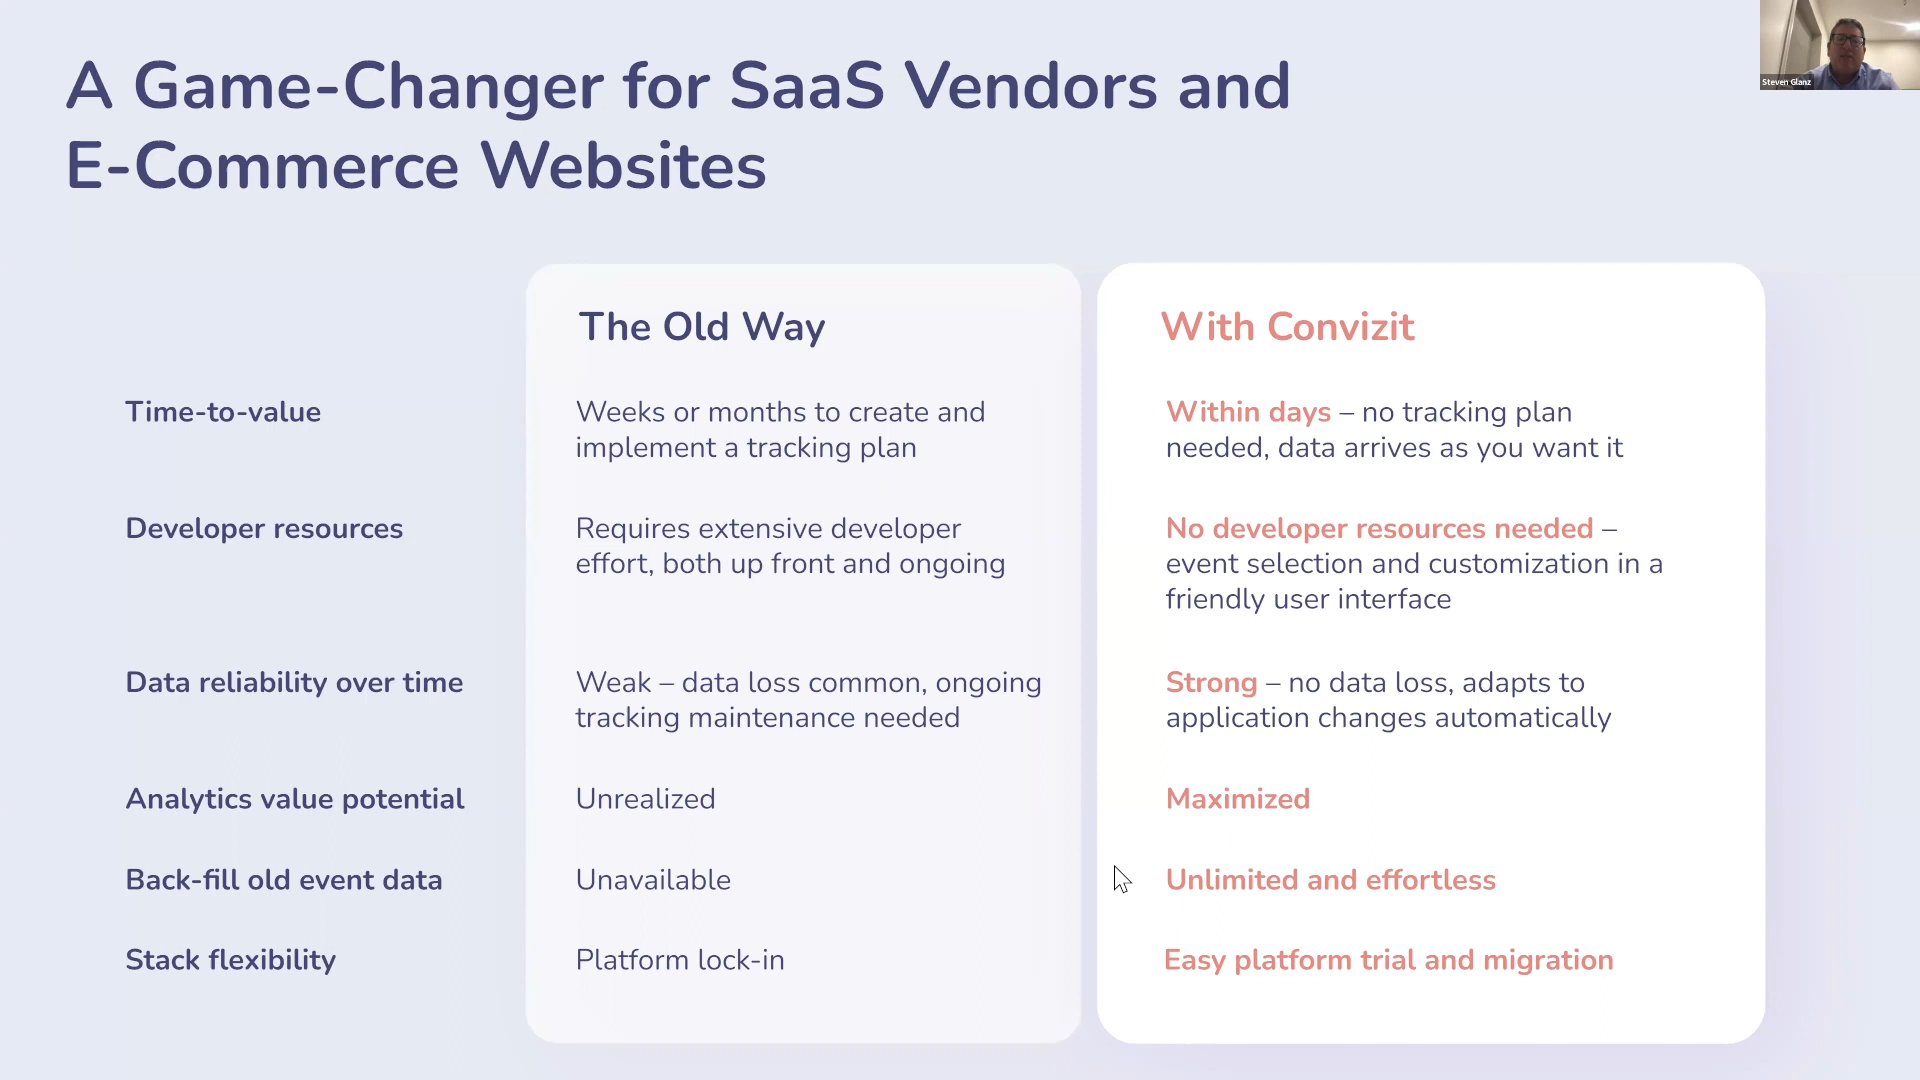 A Game-Changer for SaaS Vendors and
E-Commerce Websites
Steven Glanz
The Old Way
With Convizit
Time-to-value
Weeks or months to create and
implement a tracking plan
Within days – no tracking plan
needed, data arrives as you want it
Developer resources
Requires extensive developer
effort, both up front and ongoing
No developer resources needed –
event selection and customization in a
friendly user interface
Data reliability over time
Weak – data loss common, ongoing
tracking maintenance needed
Strong – no data loss, adapts to
application changes automatically
Analytics value potential
Unrealized
Maximized
Back-fill old event data
Unavailable
Unlimited and effortless
Stack flexibility
Platform lock-in
Easy platform trial and migration